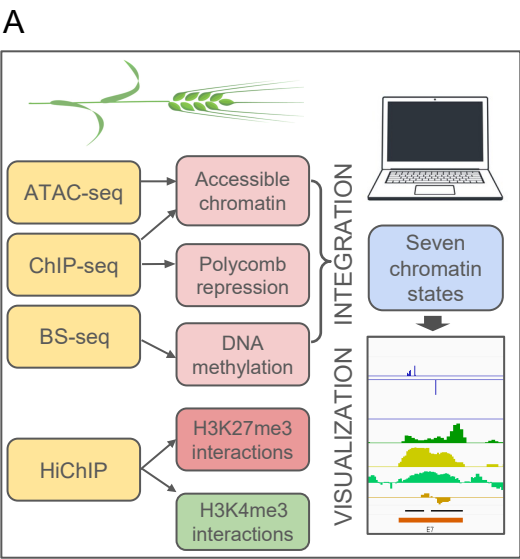 A
ATAC-seq
Accessible
chromatin
ChIP-seq
Polycomb
repression
BS-seq
DNA
methylation
HiChIP
H3K27me3
interactions
H3K4me3
interactions
INTEGRATION
VISUALIZATION
Seven
chromatin
states
E7